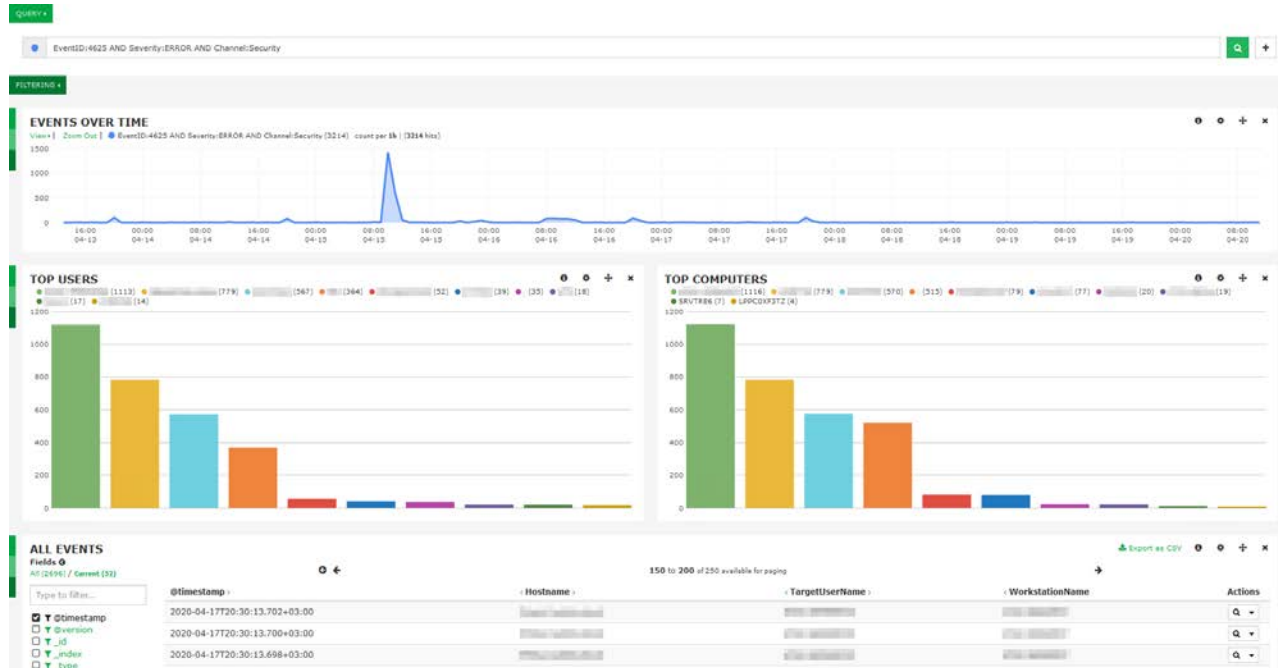 QUERY
EventID:4625 AND Severity:ERROR AND Channel:Security
FILTERING
EVENTS OVER TIME
View | Zoom Out | EventID:4625 AND Severity:ERROR AND Channel:Security (3214) count per 1h | (3214 hits)
1500
1000
500
0
16:00 00:00 08:00 16:00 00:00 08:00 16:00 00:00 08:00 16:00 00:00 08:00 16:00 00:00 08:00 16:00 00:00 08:00 16:00 00:00 08:00
04-13 04-14 04-14 04-14 04-15 04-15 04-15 04-16 04-16 04-16 04-17 04-17 04-17 04-18 04-18 04-18 04-19 04-19 04-19 04-20 04-20
TOP USERS
(1113) (779) (567) (364) (52) (39) (35) (18)
(17) (14)
1200
1000
800
600
400
200
0
TOP COMPUTERS
(1116) (779) (570) (515) (79) (77) (20) (19)
SRVTR86 (7) (4)
1200
1000
800
600
400
200
0
ALL EVENTS
Export as CSV
Fields
All (2696) / Current (52)
150 to 200 of 250 available for paging
Type to filter...
@timestamp Hostname TargetUserName WorkstationName Actions
@timestamp
@version
_id
_index
_type
2020-04-17T20:30:13.702+03:00
2020-04-17T20:30:13.700+03:00
2020-04-17T20:30:13.698+03:00